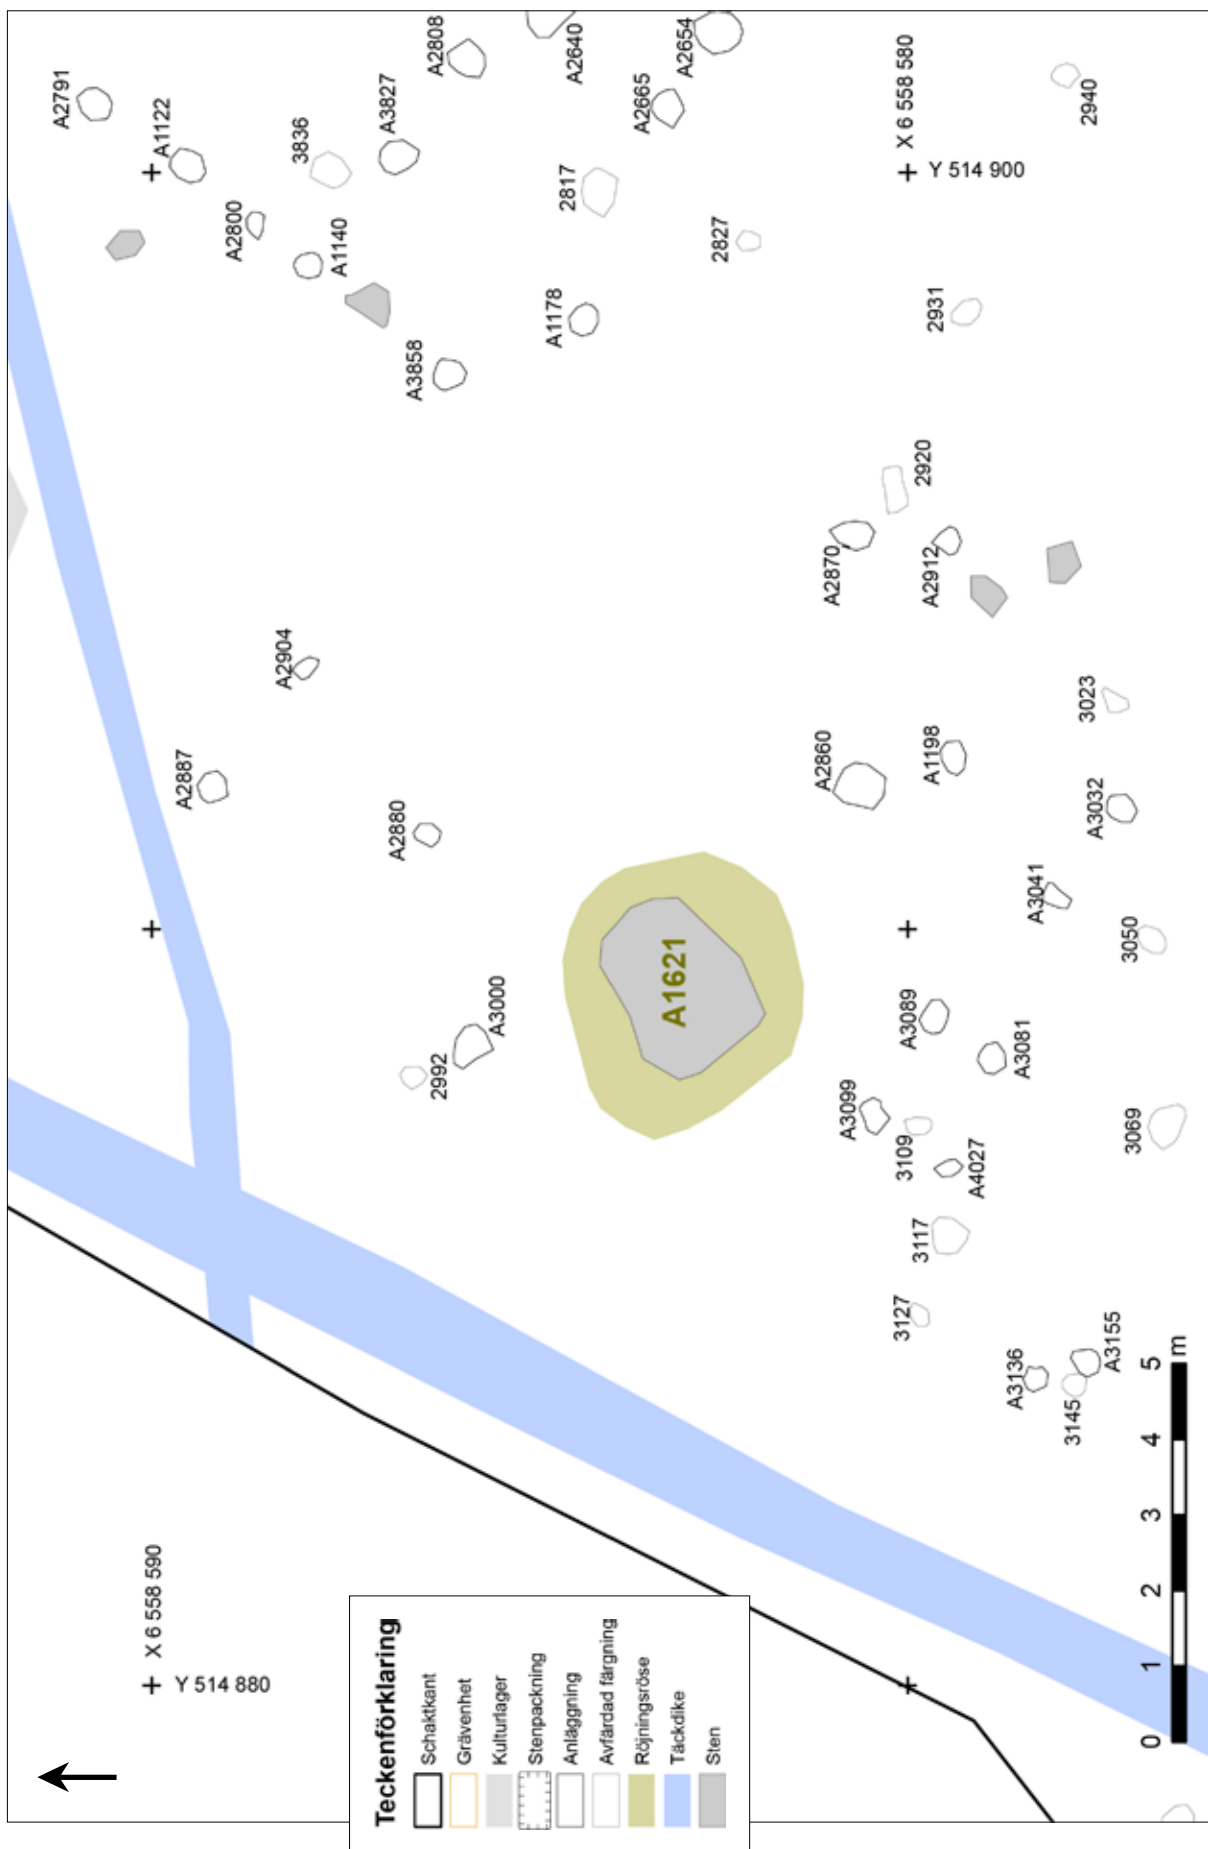 X 6 558 590
Y 514 880
A2887
A2904
A2791
A1122
A2800
3836
A1140
A3827
A2808
A2640
A2665
A2654
2817
A1178
A3858
2827
X 6 558 580
Y 514 900
2940
2931
2920
A2870
A2912
A2880
A3000
2992
A1621
A2860
A1198
3023
A3032
A3041
3050
A3089
A3081
A3099
3109
A4027
3069
3117
3127
A3136
3145
A3155
Teckenförklaring
Schaktkant
Grävenhet
Kulturlager
Stenpackning
Anläggning
Avfärdad färgning
Röjningsröse
Täckdike
Sten
0 1 2 3 4 5 m